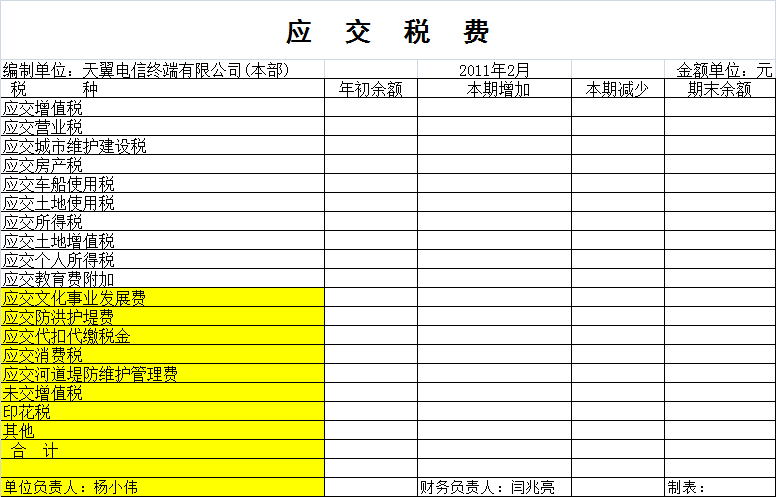 应 交 税 费
编制单位：天翼电信终端有限公司(本部) 2011年2月 金额单位：元
税 种 年初余额 本期增加 本期减少 期末余额
应交增值税
应交营业税
应交城市维护建设税
应交房产税
应交车船使用税
应交土地使用税
应交所得税
应交土地增值税
应交个人所得税
应交教育费附加
应交文化事业发展费
应交防洪护堤费
应交代扣代缴税金
应交消费税
应交河道堤防维护管理费
未交增值税
印花税
其他
合 计
单位负责人：杨小伟 财务负责人：闫兆亮 制表：